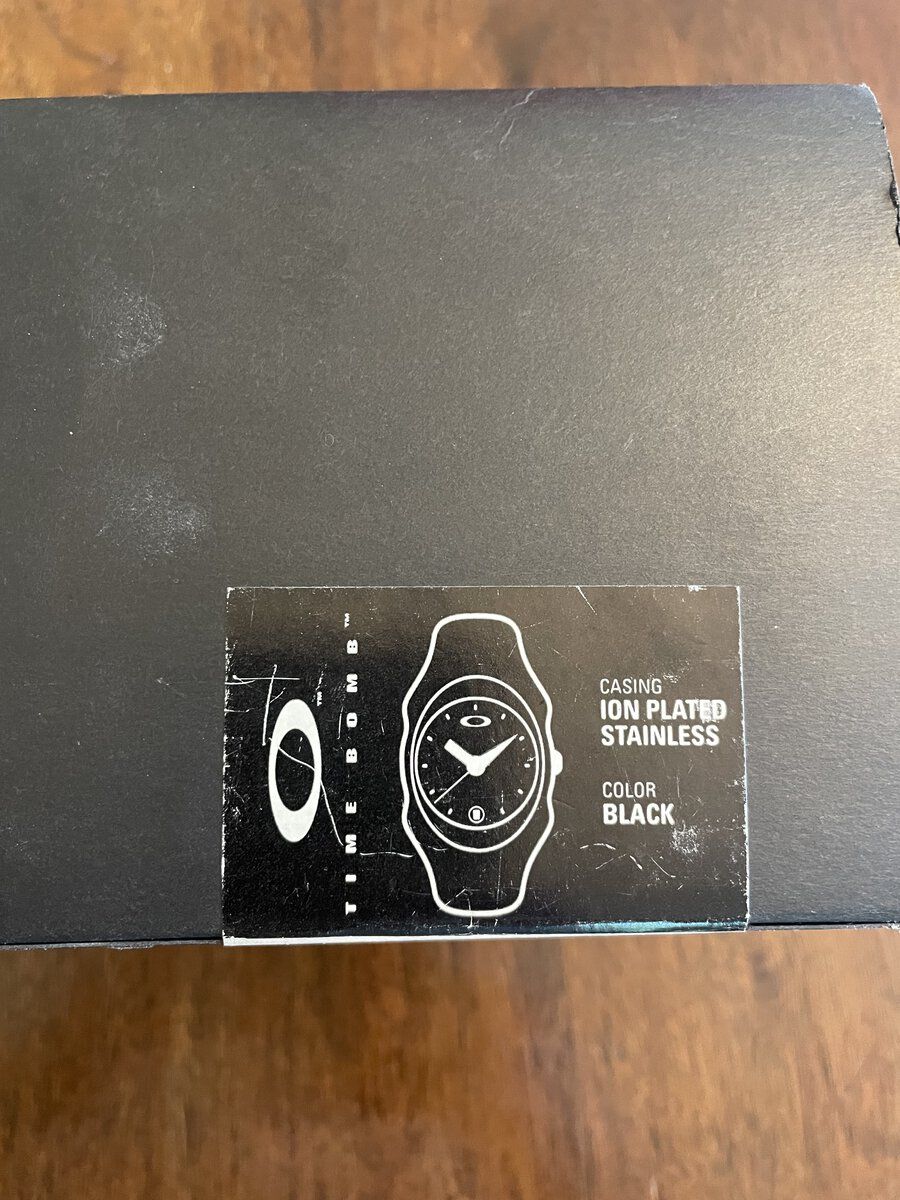 TIME BOMB™
CASING
ION PLATED
STAINLESS
COLOR
BLACK